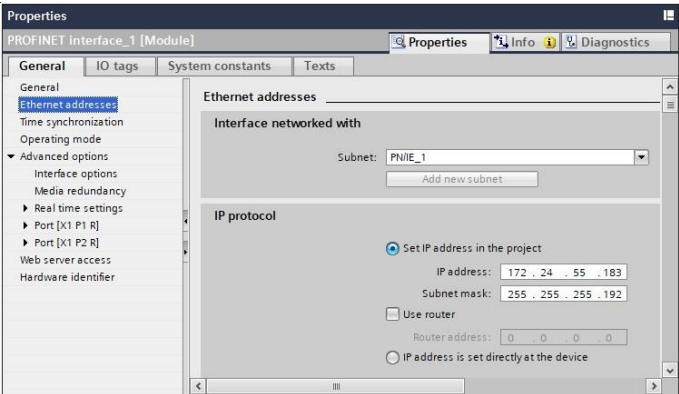 Properties
PROFINET interface_1 [Module]
Properties
Info
Diagnostics
General
IO tags
System constants
Texts
General
Ethernet addresses
Time synchronization
Operating mode
Advanced options
Interface options
Media redundancy
Real time settings
Port [X1 P1 R]
Port [X1 P2 R]
Web server access
Hardware identifier
Ethernet addresses
Interface networked with
Subnet: PN/IE_1
Add new subnet
IP protocol
Set IP address in the project
IP address: 172 . 24 . 55 . 183
Subnet mask: 255 . 255 . 255 . 192
Use router
Router address: 0 . 0 . 0 . 0
IP address is set directly at the device